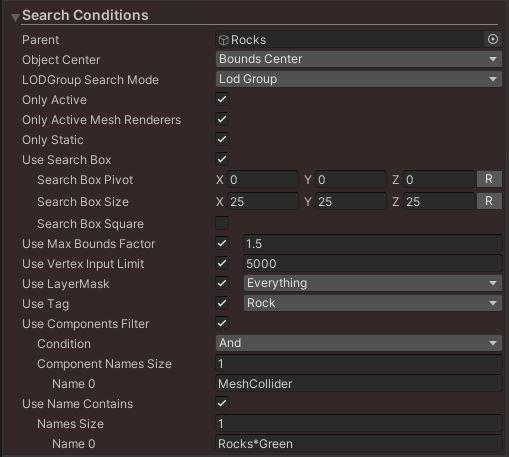 Search Conditions
Parent Rocks
Object Center Bounds Center
LODGroup Search Mode Lod Group
Only Active
Only Active Mesh Renderers
Only Static
Use Search Box
Search Box Pivot X 0 Y 0 Z 0 R
Search Box Size X 25 Y 25 Z 25 R
Search Box Square
Use Max Bounds Factor 1.5
Use Vertex Input Limit 5000
Use LayerMask Everything
Use Tag Rock
Use Components Filter
Condition And
Component Names Size 1
Name 0 MeshCollider
Use Name Contains
Names Size 1
Name 0 Rocks*Green